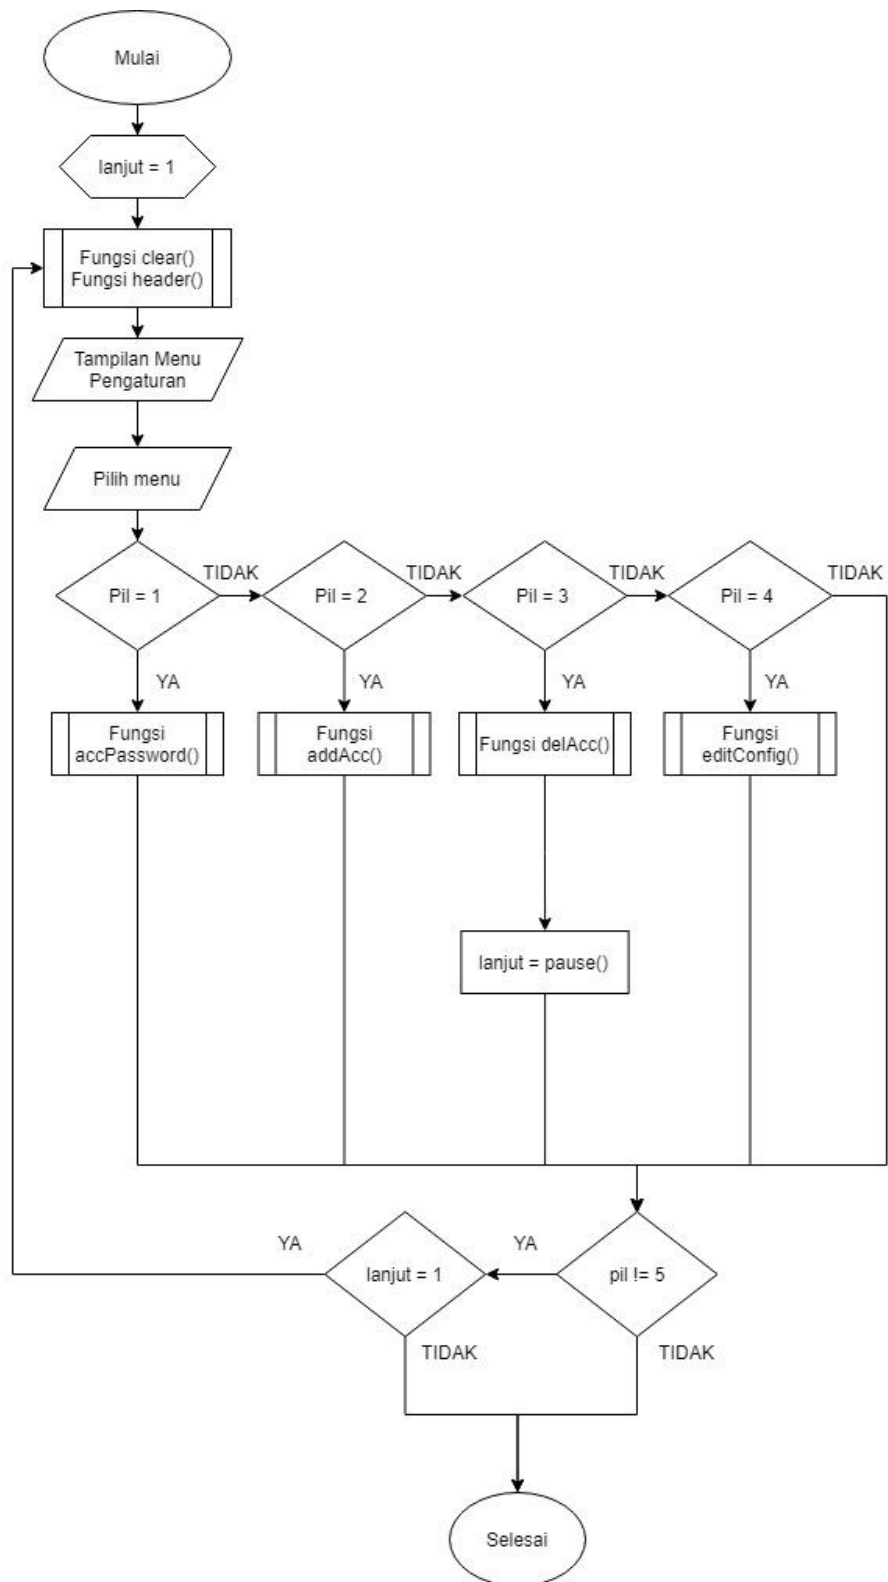 Mulai
lanjut = 1
Fungsi clear()
Fungsi header()
Tampilan Menu
Pengaturan
Pilih menu
Pil = 1
TIDAK
Pil = 2
TIDAK
Pil = 3
TIDAK
Pil = 4
TIDAK
YA
YA
YA
YA
Fungsi
accPassword()
Fungsi
addAcc()
Fungsi delAcc()
Fungsi
editConfig()
lanjut = pause()
YA
lanjut = 1
YA
pil != 5
TIDAK
TIDAK
Selesai